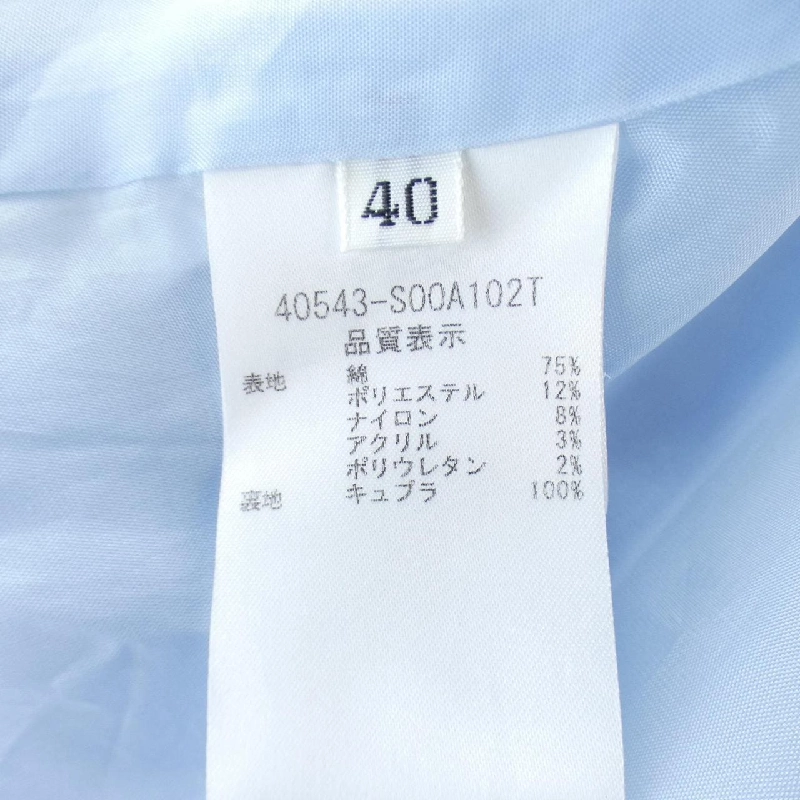 40
40543-S00A102T
品質表示
表地 綿 75%
ポリエステル 12%
ナイロン 8%
アクリル 3%
ポリウレタン 2%
裏地 キュプラ 100%